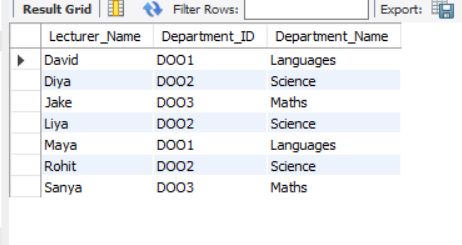 Result Grid Filter Rows: Export:
Lecturer_Name Department_ID Department_Name
David DOO1 Languages
Diya DOO2 Science
Jake DOO3 Maths
Liya DOO2 Science
Maya DOO1 Languages
Rohit DOO2 Science
Sanya DOO3 Maths